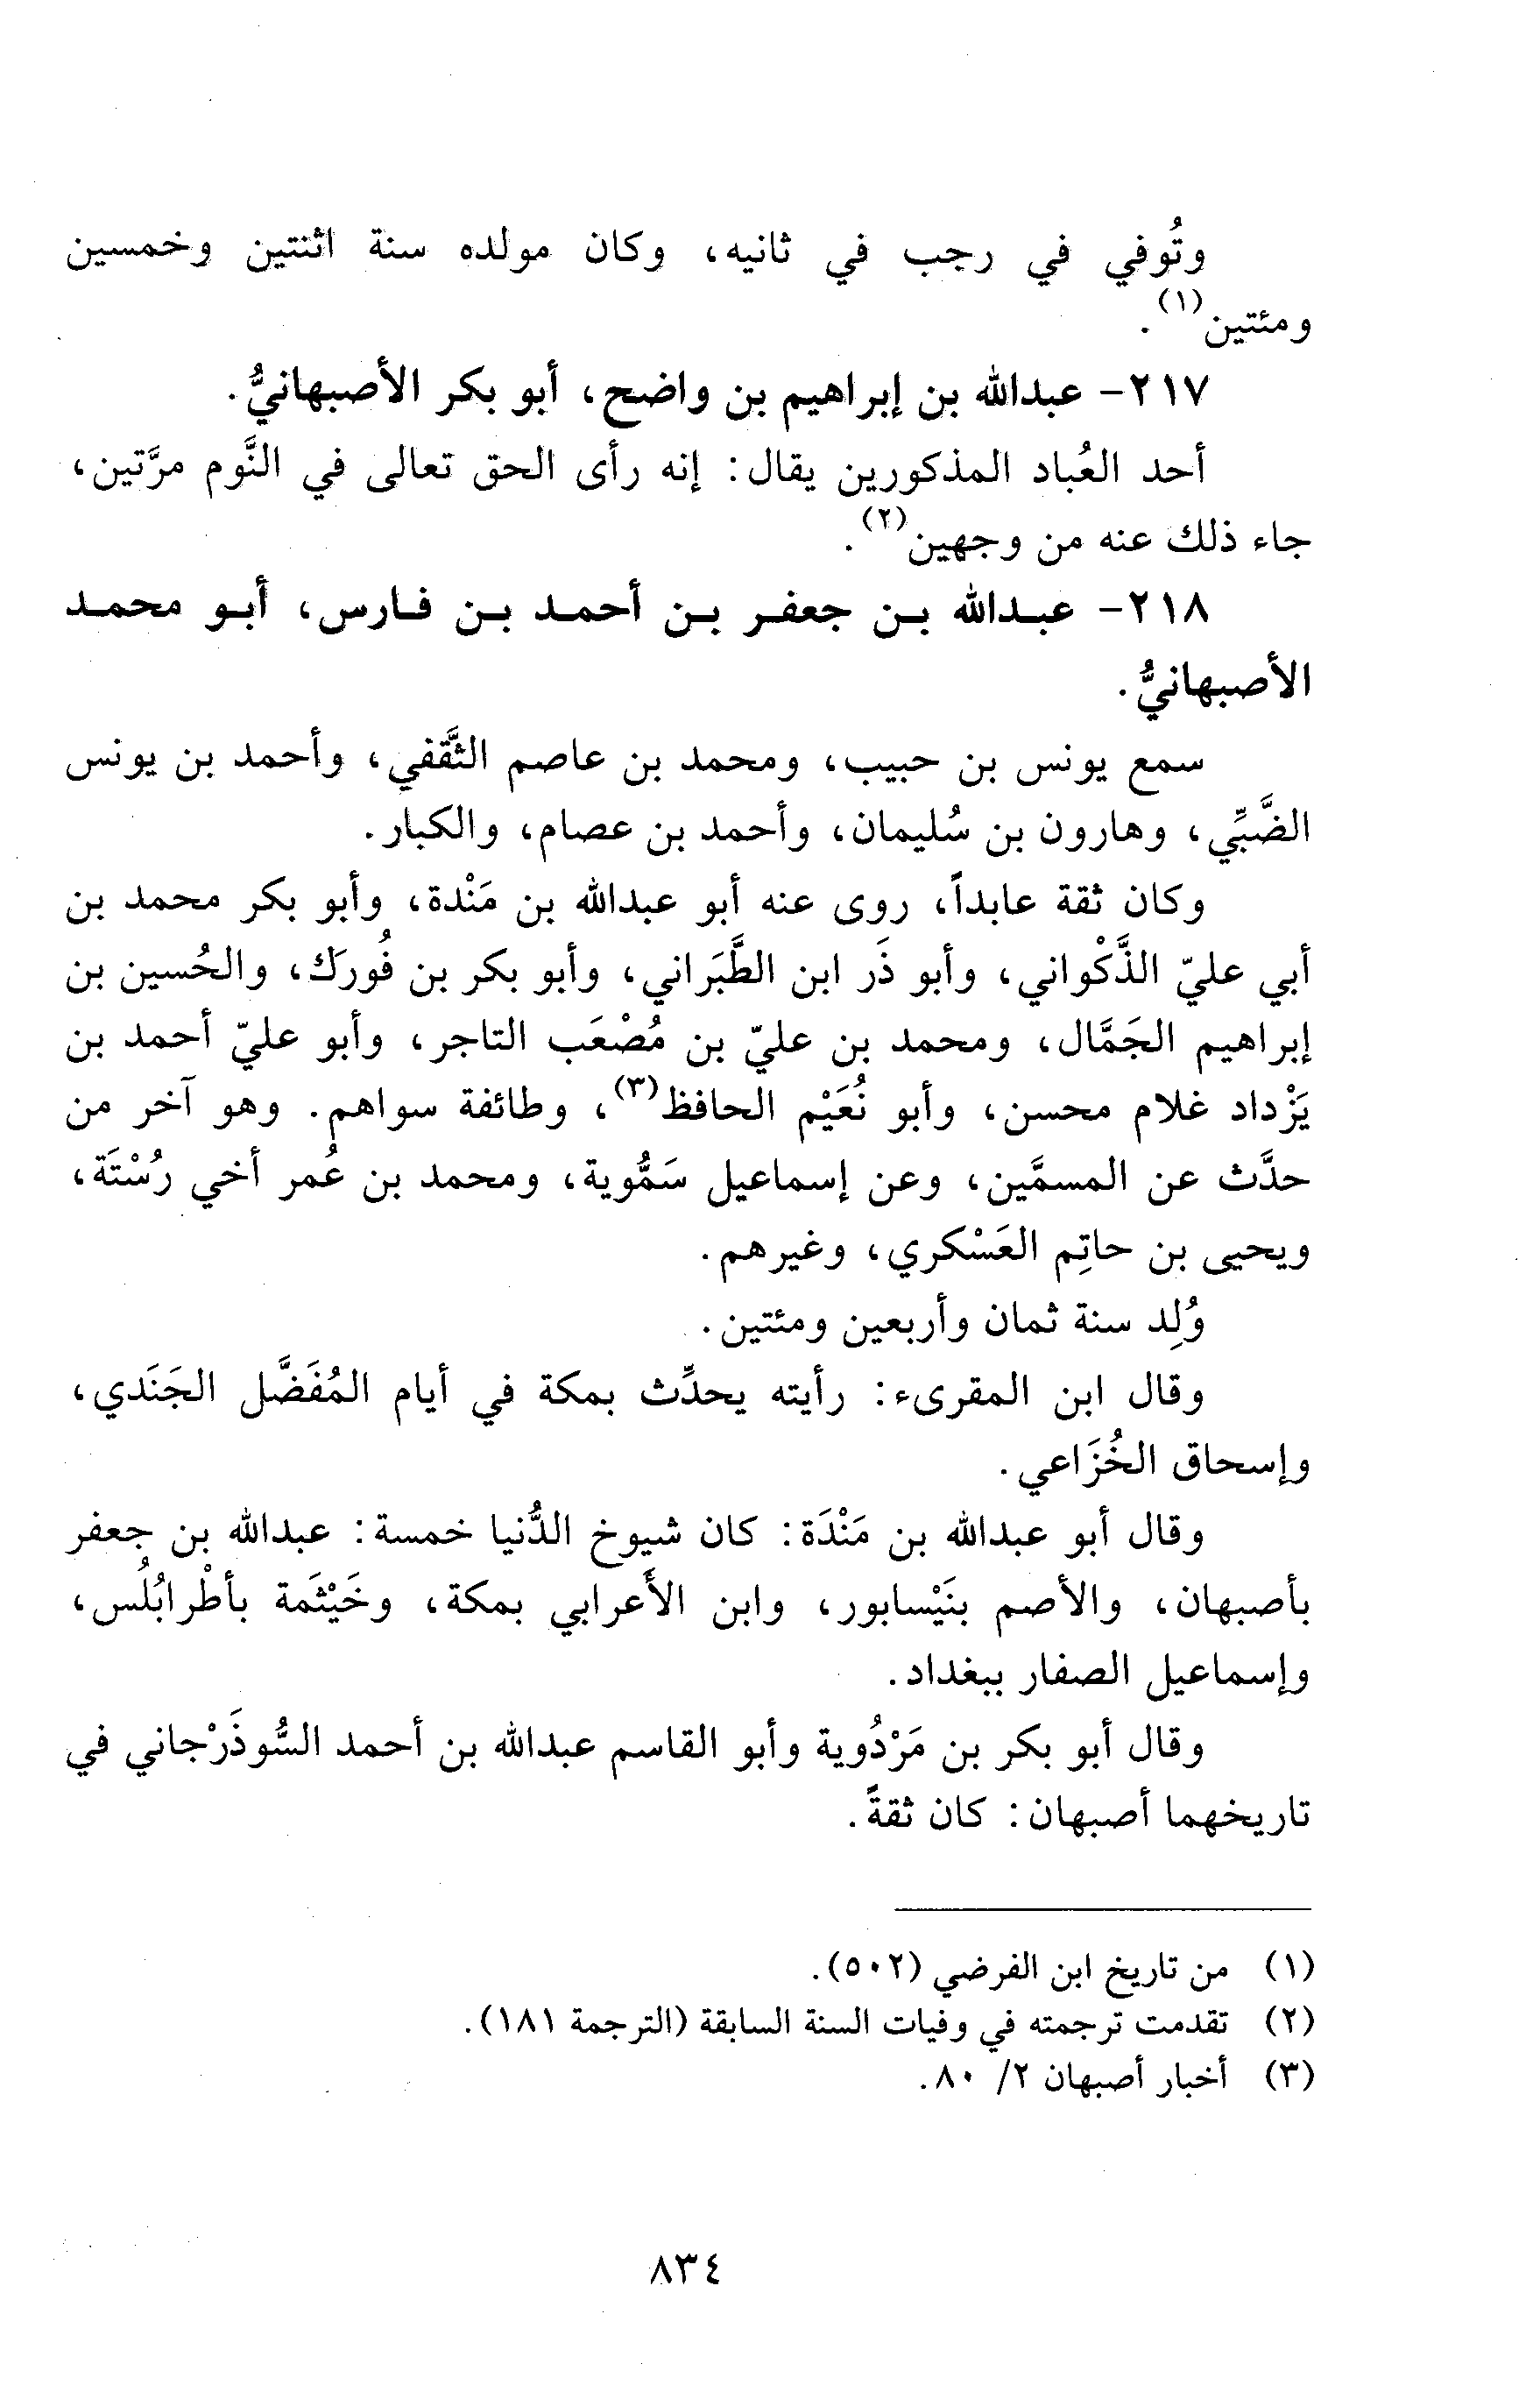 وتُوفي في رجب في ثانيه، وكان مولده سنة اثنتين وخمسين
ومئتين(١).
٢١٧- عبدالله بن إبراهيم بن واضح، أبو بكر الأصبهانيُّ.
أحد العُباد المذكورين يقال: إنه رأى الحق تعالى في النَّوم مرَّتين،
جاء ذلك عنه من وجهين(٢).
٢١٨- عبدالله بن جعفر بن أحمد بن فارس، أبو محمد
الأصبهانيُّ.
سمع يونس بن حبيب، ومحمد بن عاصم الثَّقفي، وأحمد بن يونس
الضَّبِّي، وهارون بن سُليمان، وأحمد بن عصام، والكبار.
وكان ثقة عابداً، روى عنه أبو عبدالله بن مَنْدة، وأبو بكر محمد بن
أبي عليّ الذَّكْواني، وأبو ذَر ابن الطَّبَراني، وأبو بكر بن فُورَك، والحُسين بن
إبراهيم الجَمَّال، ومحمد بن عليّ بن مُصْعَب التاجر، وأبو عليّ أحمد بن
يَزْداد غلام محسن، وأبو نُعَيْم الحافظ(٣)، وطائفة سواهم. وهو آخر من
حدَّث عن المسمَّين، وعن إسماعيل سَمُّوية، ومحمد بن عُمر أخي رُسْتَة،
ويحيى بن حاتِم العَسْكري، وغيرهم.
وُلِد سنة ثمان وأربعين ومئتين.
وقال ابن المقرىء: رأيته يحدِّث بمكة في أيام المُفَضَّل الجَنَدي،
وإسحاق الخُزَاعي.
وقال أبو عبدالله بن مَنْدَة: كان شيوخ الدُّنيا خمسة: عبدالله بن جعفر
بأصبهان، والأصم بنَيْسابور، وابن الأَعرابي بمكة، وخَيْثَمة بأطْرابُلُس،
وإسماعيل الصفار ببغداد.
وقال أبو بكر بن مَرْدُوية وأبو القاسم عبدالله بن أحمد السُّوذَرْجاني في
تاريخهما أصبهان: كان ثقةً.
(١) من تاريخ ابن الفرضي (٥٠٢).
(٢) تقدمت ترجمته في وفيات السنة السابقة (الترجمة ١٨١).
(٣) أخبار أصبهان ٢/ ٨٠.
٨٣٤